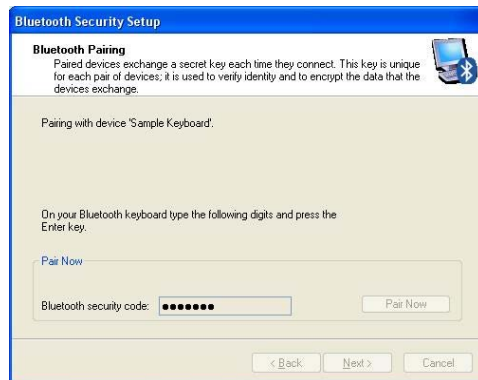 Bluetooth Security Setup
Bluetooth Pairing
Paired devices exchange a secret key each time they connect. This key is unique
for each pair of devices; it is used to verify identity and to encrypt the data that the
devices exchange.
Pairing with device 'Sample Keyboard'.
On your Bluetooth keyboard type the following digits and press the
Enter key.
Pair Now
Bluetooth security code: ●●●●●●● Pair Now
< Back Next > Cancel